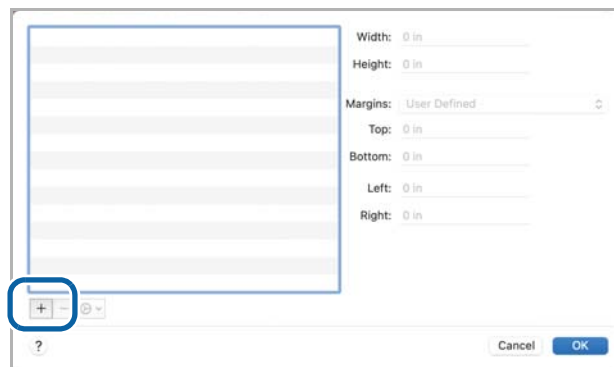 Width: 0 in
Height: 0 in
Margins: User Defined
Top: 0 in
Bottom: 0 in
Left: 0 in
Right: 0 in
+ −
? Cancel OK